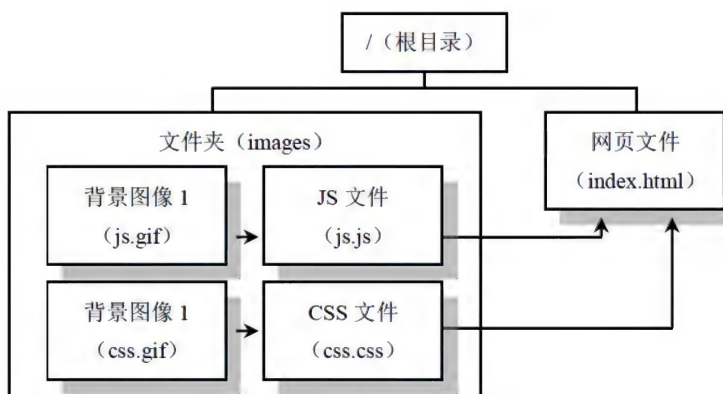 /（根目录）
文件夹（images）
网页文件
（index.html）
背景图像 1
（js.gif）
JS 文件
（js.js）
背景图像 1
（css.gif）
CSS 文件
（css.css）